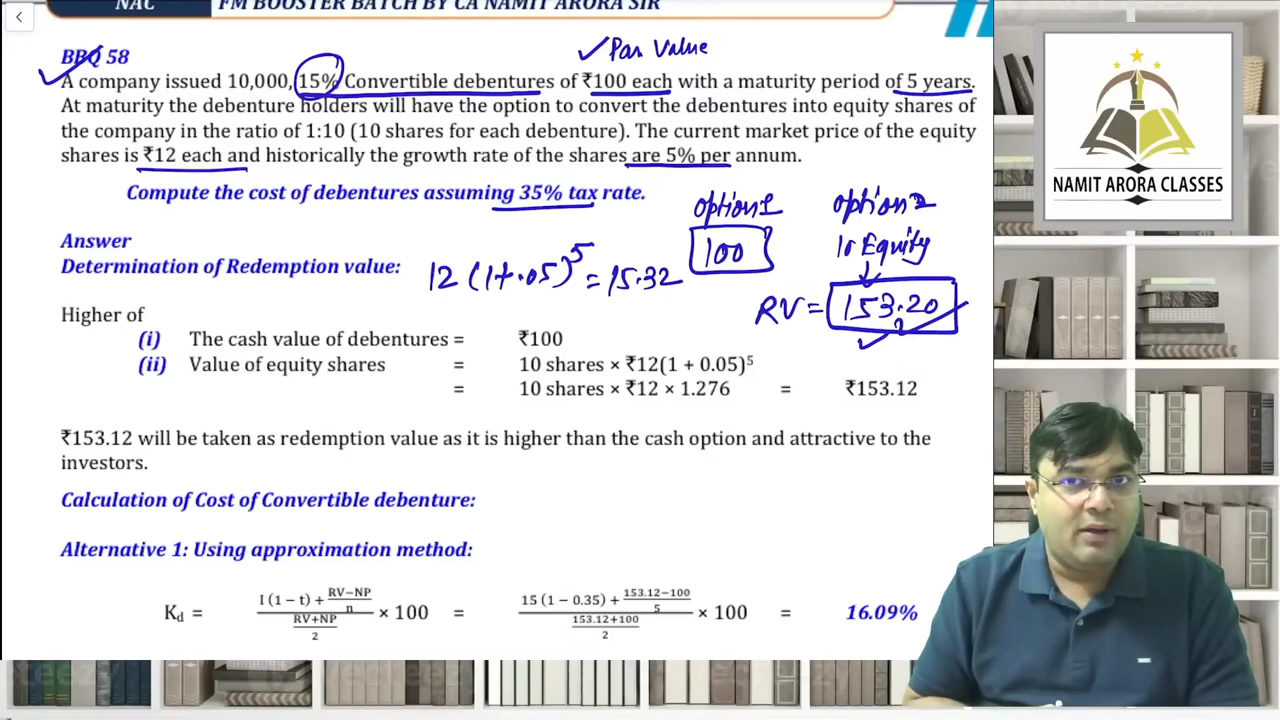 NAC
FM BOOSTER BATCH BY CA NAMIT ARORA SIR
BBQ 58
✓ Par Value
A company issued 10,000, 15% Convertible debentures of ₹100 each with a maturity period of 5 years.
At maturity the debenture holders will have the option to convert the debentures into equity shares of
the company in the ratio of 1:10 (10 shares for each debenture). The current market price of the equity
shares is ₹12 each and historically the growth rate of the shares are 5% per annum.
Compute the cost of debentures assuming 35% tax rate.
option 1
100
option 2
10 Equity
RV = 153.20
Answer
Determination of Redemption value:
12 (1+.05)⁵ = 15.32
Higher of
(i) The cash value of debentures = ₹100
(ii) Value of equity shares = 10 shares × ₹12(1 + 0.05)⁵
= 10 shares × ₹12 × 1.276 = ₹153.12
₹153.12 will be taken as redemption value as it is higher than the cash option and attractive to the
investors.
Calculation of Cost of Convertible debenture:
Alternative 1: Using approximation method:
K_d = (I (1 − t) + (RV−NP)/n) / ((RV+NP)/2) × 100 = (15 (1 − 0.35) + (153.12−100)/5) / ((153.12+100)/2) × 100 = 16.09%
NAMIT ARORA CLASSES